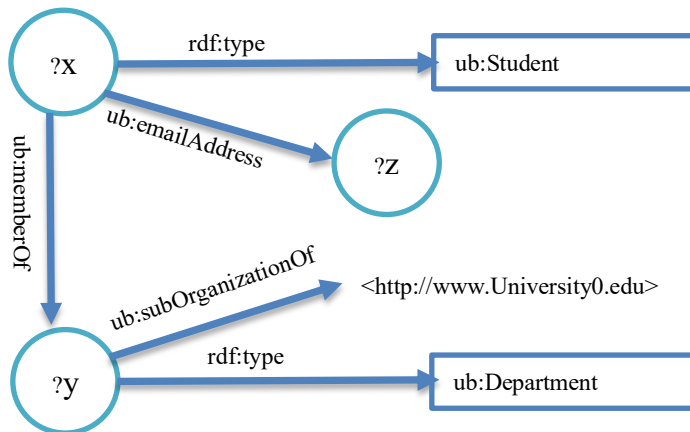 rdf:type
?x
ub:Student
ub:emailAddress
?z
ub:memberOf
ub:subOrganizationOf
<http://www.University0.edu>
rdf:type
?y
ub:Department